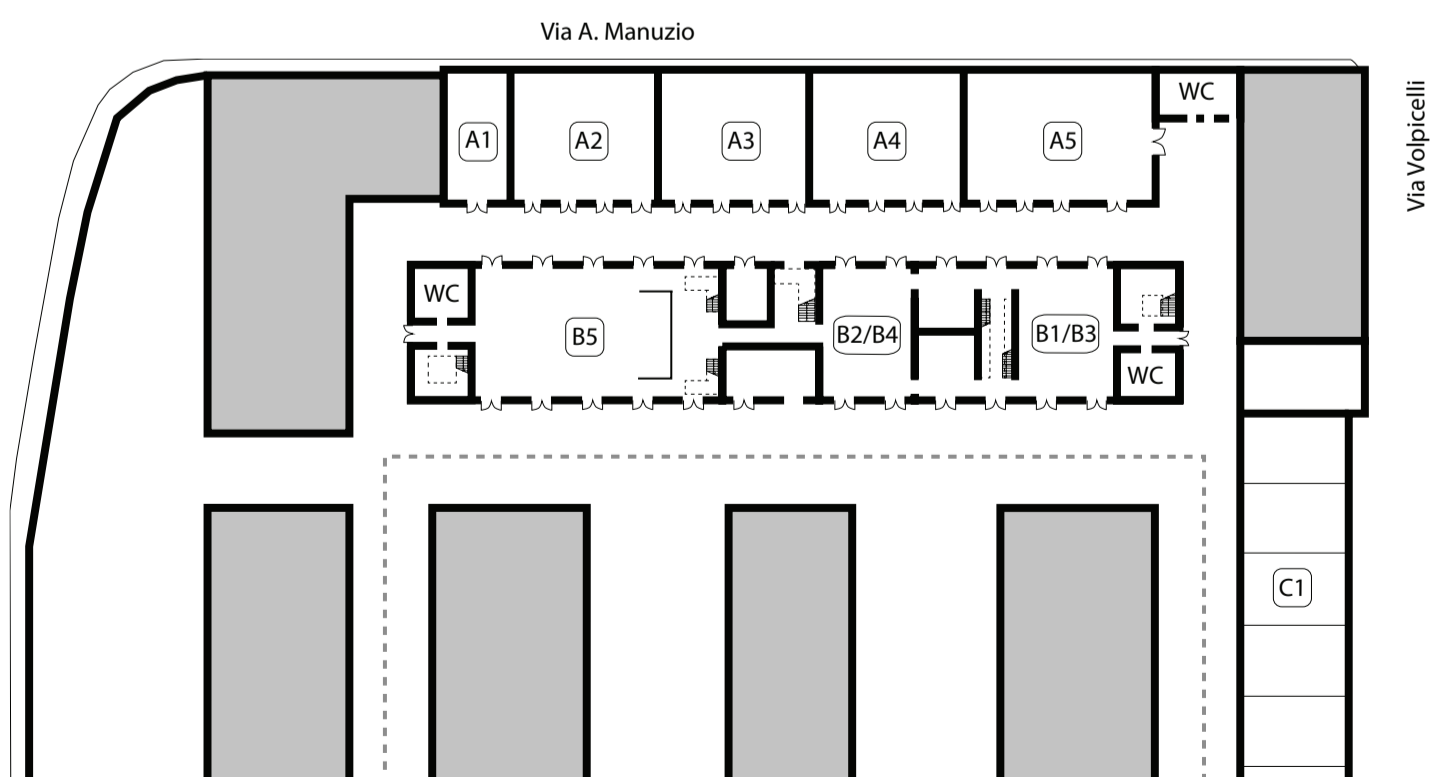 Via A. Manuzio
Via Volpicelli
WC
A1
A2
A3
A4
A5
WC
B5
B2/B4
B1/B3
WC
C1